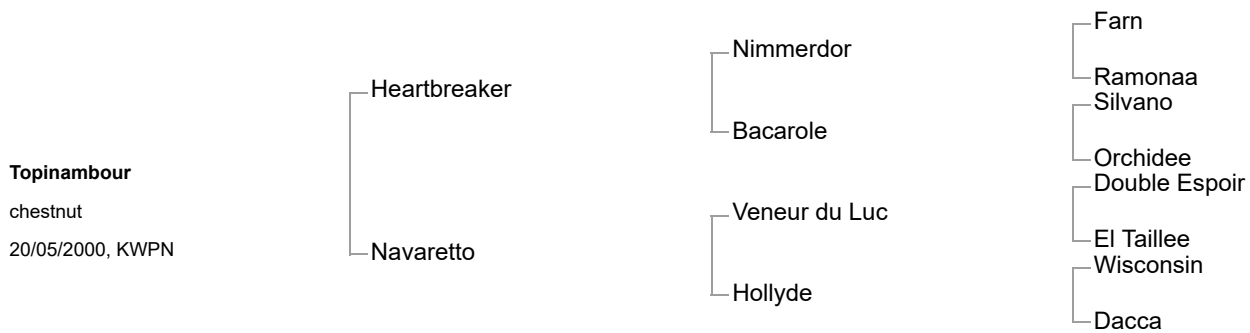 Topinambour
chestnut
20/05/2000, KWPN
Heartbreaker
Navaretto
Nimmerdor
Bacarole
Veneur du Luc
Hollyde
Farn
Ramonaa
Silvano
Orchidee
Double Espoir
El Taillee
Wisconsin
Dacca